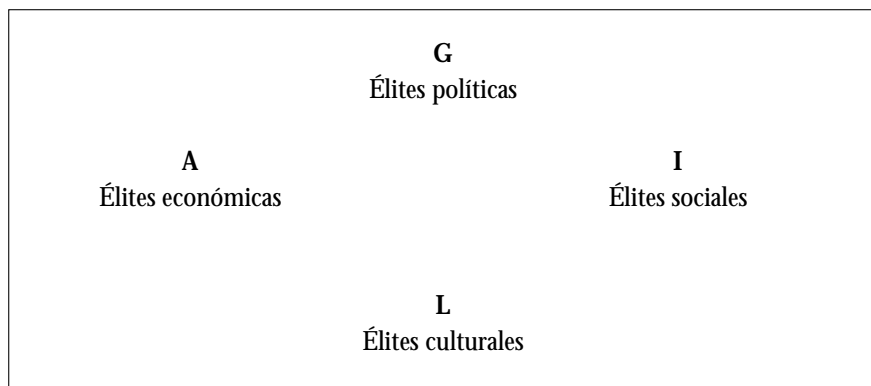 G
Élites políticas
A
Élites económicas
I
Élites sociales
L
Élites culturales